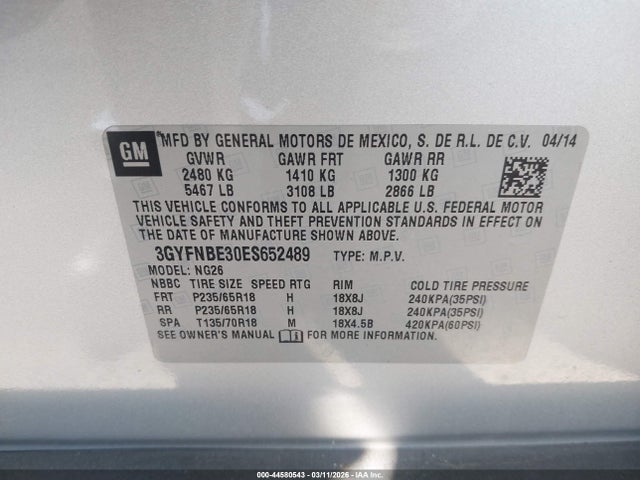 GM
*MFD BY GENERAL MOTORS DE MEXICO, S. DE R.L. DE C.V. 04/14
GVWR GAWR FRT GAWR RR
2480 KG 1410 KG 1300 KG
5467 LB 3108 LB 2866 LB
THIS VEHICLE CONFORMS TO ALL APPLICABLE U.S. FEDERAL MOTOR
VEHICLE SAFETY AND THEFT PREVENTION STANDARDS IN EFFECT ON
THE DATE OF MANUFACTURE SHOWN ABOVE.
3GYFNBE30ES652489 TYPE: M.P.V.
MODEL: NG26
NBBC TIRE SIZE SPEED RTG RIM COLD TIRE PRESSURE
FRT P235/65R18 H 18X8J 240KPA(35PSI)
RR P235/65R18 H 18X8J 240KPA(35PSI)
SPA T135/70R18 M 18X4.5B 420KPA(60PSI)
SEE OWNER'S MANUAL FOR MORE INFORMATION.
000-44580543 | 03/11/2026 | IAA Inc.